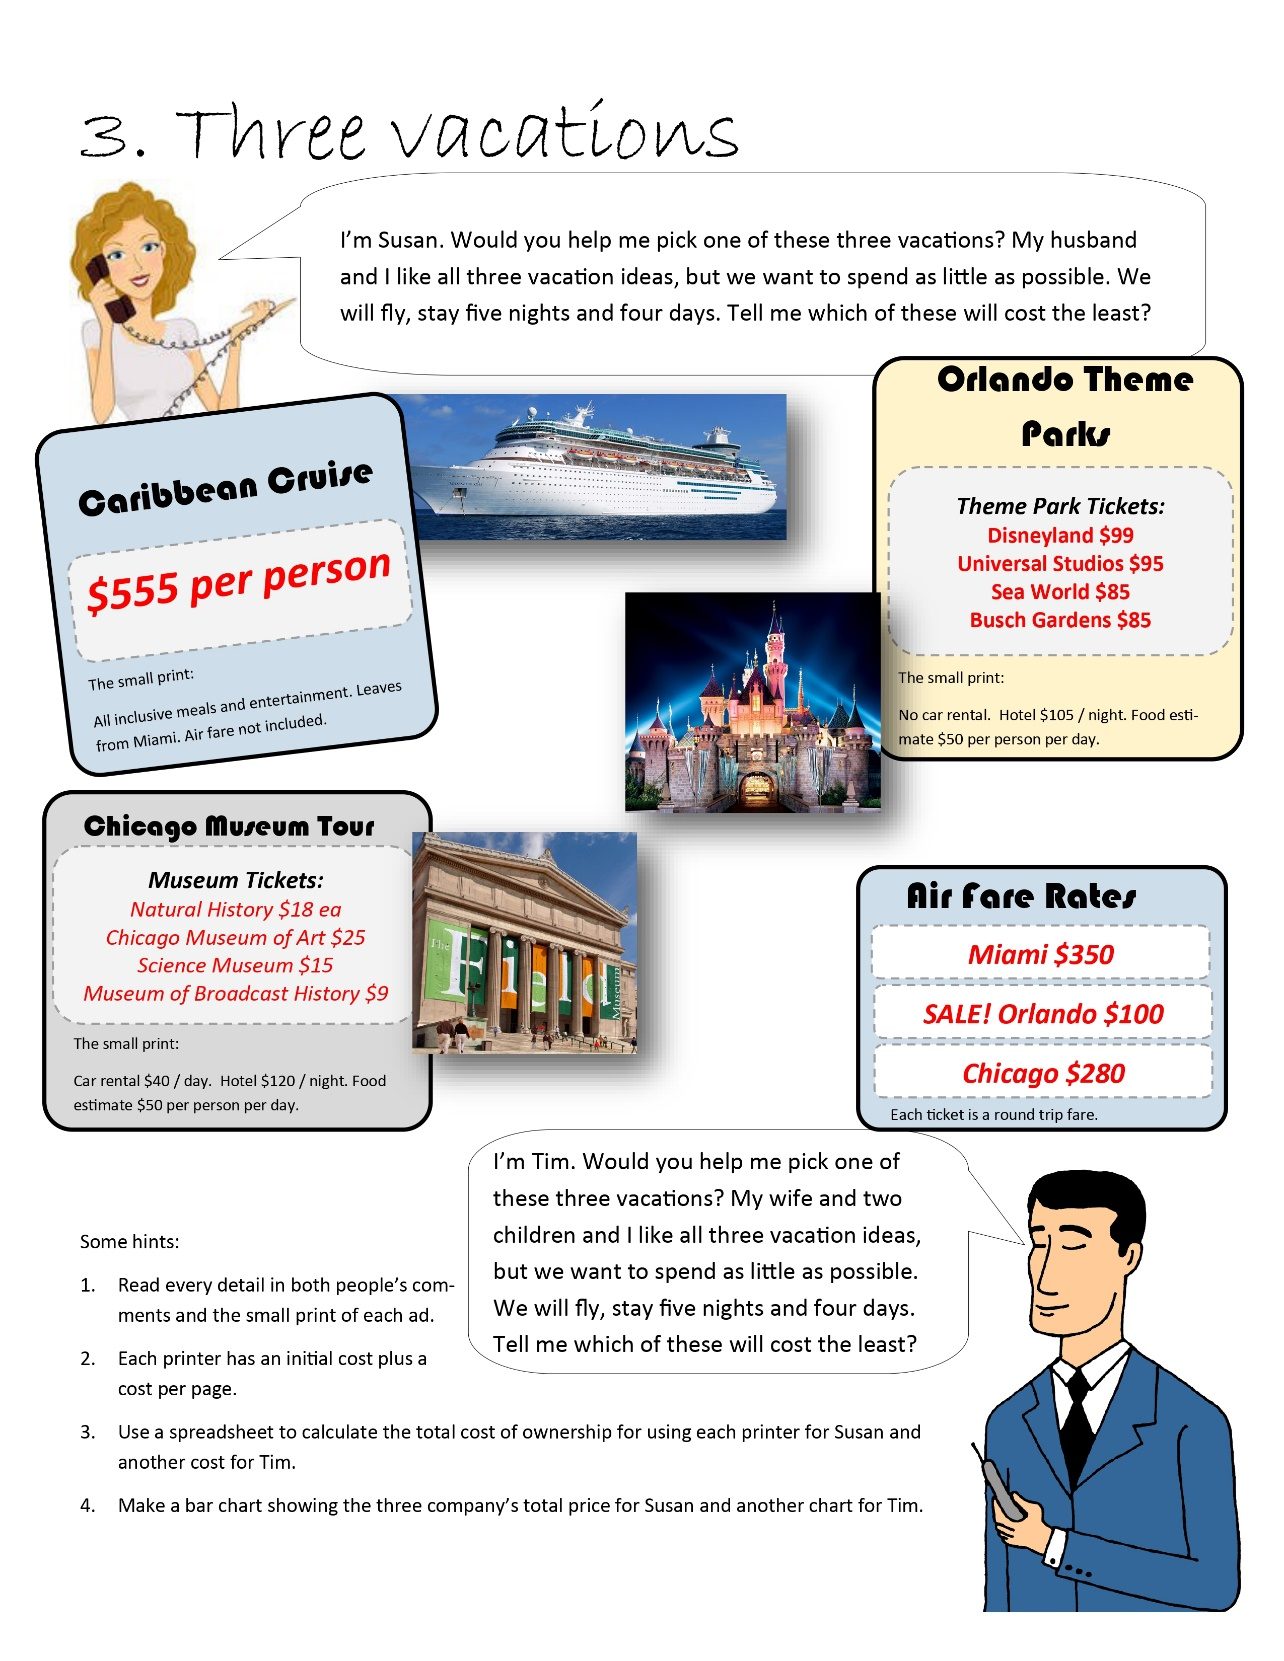 3. Three vacations
I'm Susan. Would you help me pick one of these three vacations? My husband
and I like all three vacation ideas, but we want to spend as little as possible. We
will fly, stay five nights and four days. Tell me which of these will cost the least?
Caribbean Cruise
$555 per person
The small print:
All inclusive meals and entertainment. Leaves
from Miami. Air fare not included.
Orlando Theme
Parks
Theme Park Tickets:
Disneyland $99
Universal Studios $95
Sea World $85
Busch Gardens $85
The small print:
No car rental.  Hotel $105 / night. Food esti-
mate $50 per person per day.
Chicago Museum Tour
Museum Tickets:
Natural History $18 ea
Chicago Museum of Art $25
Science Museum $15
Museum of Broadcast History $9
The small print:
Car rental $40 / day.  Hotel $120 / night. Food
estimate $50 per person per day.
The
Field
Museum
Air Fare Rates
Miami $350
SALE! Orlando $100
Chicago $280
Each ticket is a round trip fare.
I'm Tim. Would you help me pick one of
these three vacations? My wife and two
children and I like all three vacation ideas,
but we want to spend as little as possible.
We will fly, stay five nights and four days.
Tell me which of these will cost the least?
Some hints:
1. Read every detail in both people's com-
ments and the small print of each ad.
2. Each printer has an initial cost plus a
cost per page.
3. Use a spreadsheet to calculate the total cost of ownership for using each printer for Susan and
another cost for Tim.
4. Make a bar chart showing the three company's total price for Susan and another chart for Tim.